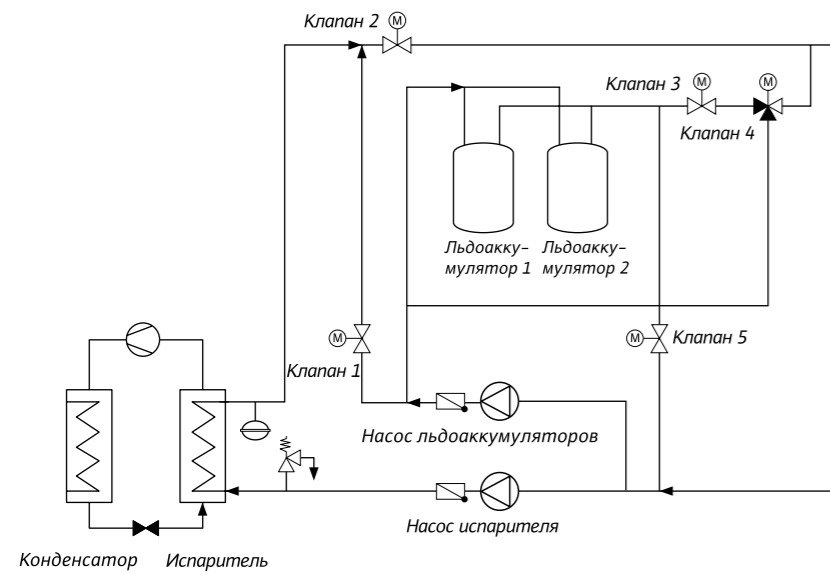 Клапан 2
M
Клапан 3
M
M
Клапан 4
Льдоакку-
мулятор 1
Льдоакку-
мулятор 2
M
Клапан 1
M
Клапан 5
Насос льдоаккумуляторов
Насос испарителя
Конденсатор
Испаритель